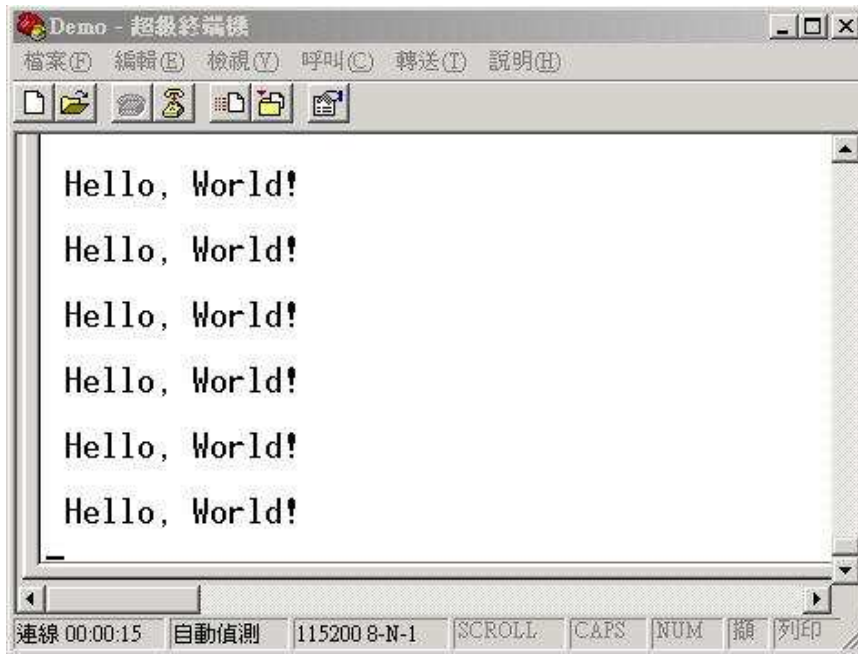 Demo - 超級終端機
檔案(F) 編輯(E) 檢視(V) 呼叫(C) 轉送(T) 說明(H)
Hello, World!
Hello, World!
Hello, World!
Hello, World!
Hello, World!
Hello, World!
連線 00:00:15 自動偵測 115200 8-N-1 SCROLL CAPS NUM 擷 列印